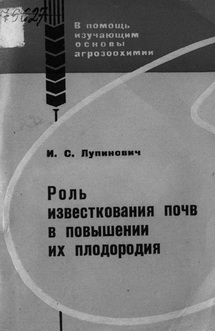 В помощь
изучающим
основы
агрозоохимии
И. С. Лупинович
Роль
известкования почв
в повышении
их плодородия